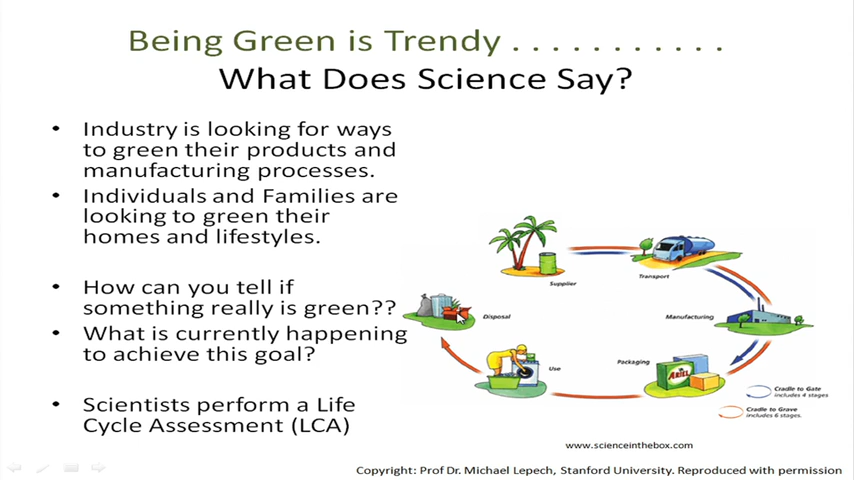 Being Green is Trendy . . . . . . . . . . .
What Does Science Say?
• Industry is looking for ways
to green their products and
manufacturing processes.
• Individuals and Families are
looking to green their
homes and lifestyles.
• How can you tell if
something really is green??
• What is currently happening
to achieve this goal?
• Scientists perform a Life
Cycle Assessment (LCA)
Supplier
Transport
Disposal
Manufacturing
Use
Packaging
ARIEL
Cradle to Gate
includes 4 stages
Cradle to Grave
includes 6 stages.
www.scienceinthebox.com
Copyright: Prof Dr. Michael Lepech, Stanford University. Reproduced with permission